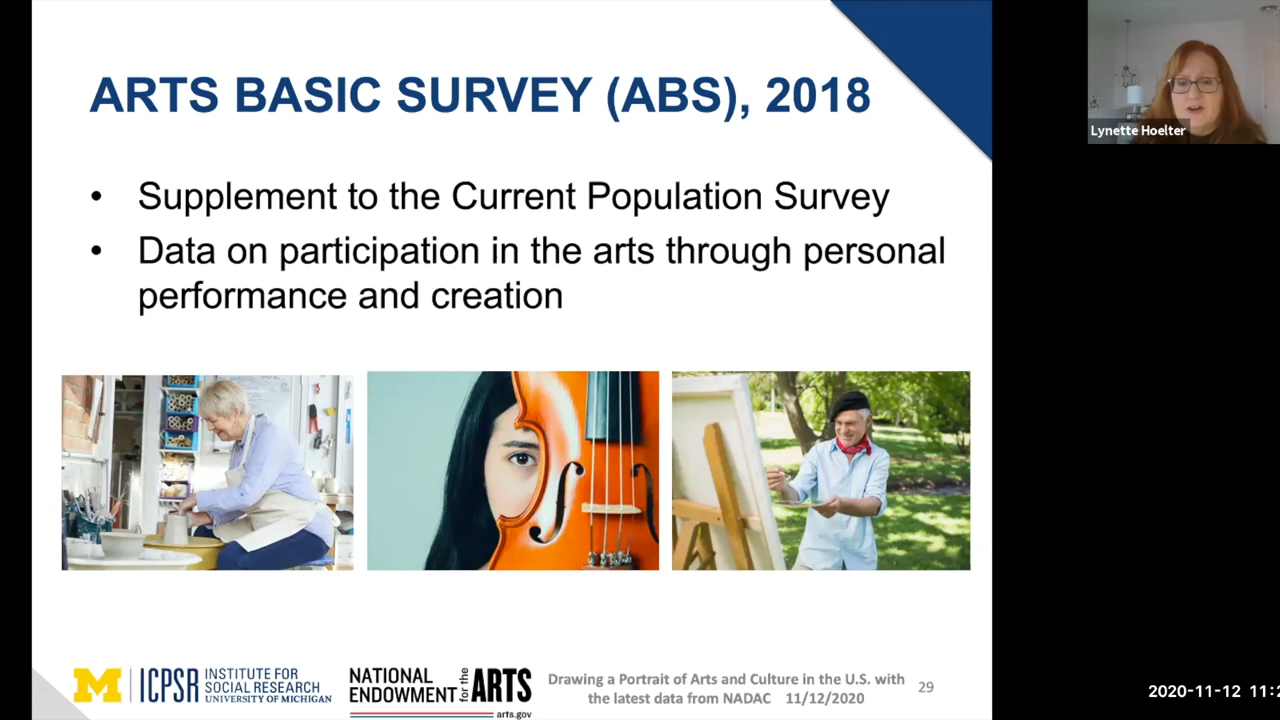 ARTS BASIC SURVEY (ABS), 2018
Lynette Hoelter
• Supplement to the Current Population Survey
• Data on participation in the arts through personal
performance and creation
M ICPSR INSTITUTE FOR
SOCIAL RESEARCH
UNIVERSITY OF MICHIGAN
NATIONAL
ENDOWMENT for the ARTS
arts.gov
Drawing a Portrait of Arts and Culture in the U.S. with
the latest data from NADAC 11/12/2020
29
2020-11-12 11:2